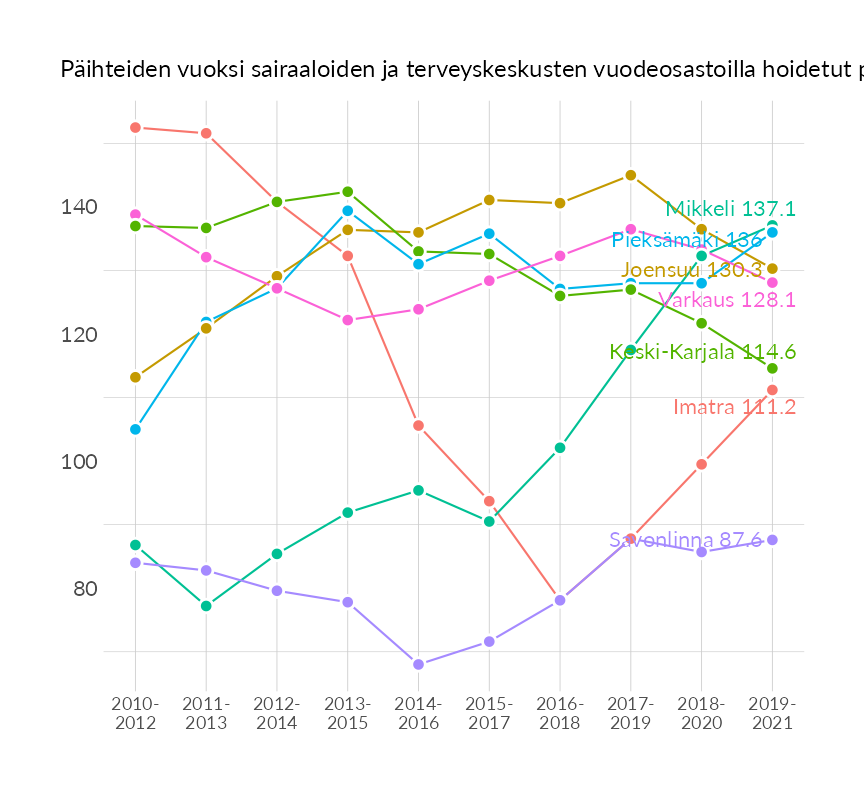 Päihteiden vuoksi sairaaloiden ja terveyskeskusten vuodeosastoilla hoidetut p
140
120
100
80
Mikkeli 137.1
Pieksämäki 136
Joensuu 130.3
Varkaus 128.1
Keski-Karjala 114.6
Imatra 111.2
Savonlinna 87.6
2010- 2011- 2012- 2013- 2014- 2015- 2016- 2017- 2018- 2019-
2012 2013 2014 2015 2016 2017 2018 2019 2020 2021